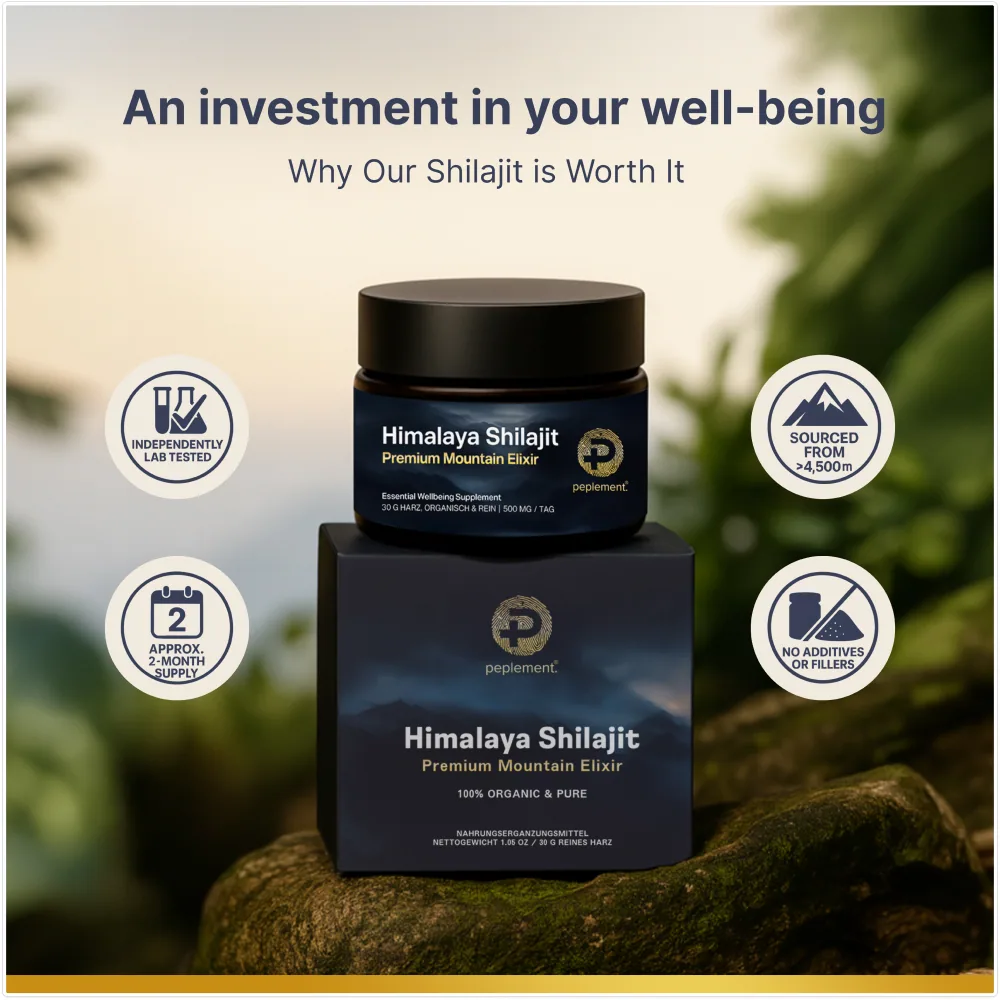 An investment in your well-being
Why Our Shilajit is Worth It
INDEPENDENTLY
LAB TESTED
SOURCED
FROM
>4,500m
Himalaya Shilajit
Premium Mountain Elixir
peplement®
Essential Wellbeing Supplement
30 G HARZ, ORGANISCH & REIN | 500 MG / TAG
2
APPROX.
2-MONTH
SUPPLY
NO ADDITIVES
OR FILLERS
peplement®
Himalaya Shilajit
Premium Mountain Elixir
100% ORGANIC & PURE
NAHRUNGSERGANZUNGSMITTEL
NETTOGEWICHT 1.05 OZ / 30 G REINES HARZ